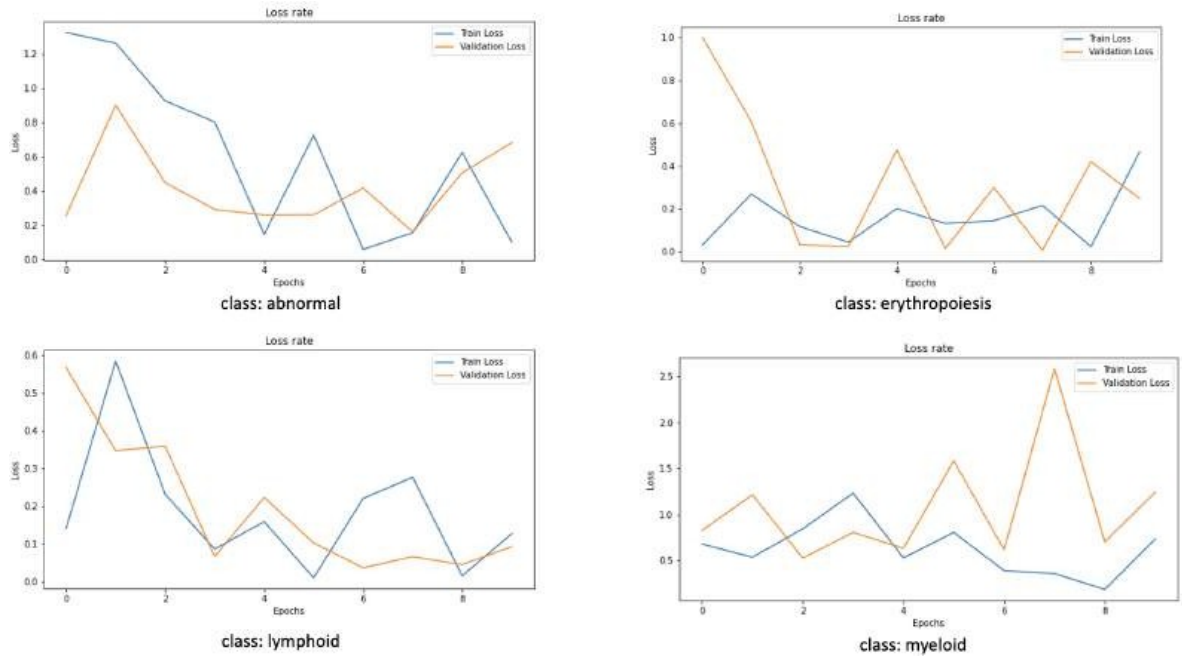 Loss rate
Train Loss
Validation Loss
1.2
1.0
0.8
0.6
0.4
0.2
0.0
Loss
0 2 4 6 8
Epochs
class: abnormal
Loss rate
Train Loss
Validation Loss
1.0
0.8
0.6
0.4
0.2
0.0
Loss
0 2 4 6 8
Epochs
class: erythropoiesis
Loss rate
Train Loss
Validation Loss
0.6
0.5
0.4
0.3
0.2
0.1
0.0
Loss
0 2 4 6 8
Epochs
class: lymphoid
Loss rate
Train Loss
Validation Loss
2.5
2.0
1.5
1.0
0.5
Loss
0 2 4 6 8
Epochs
class: myeloid